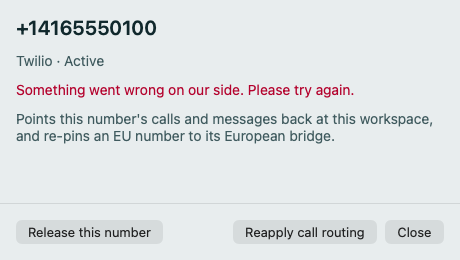 +14165550100
Twilio · Active
Something went wrong on our side. Please try again.
Points this number's calls and messages back at this workspace,
and re-pins an EU number to its European bridge.
Release this number
Reapply call routing
Close